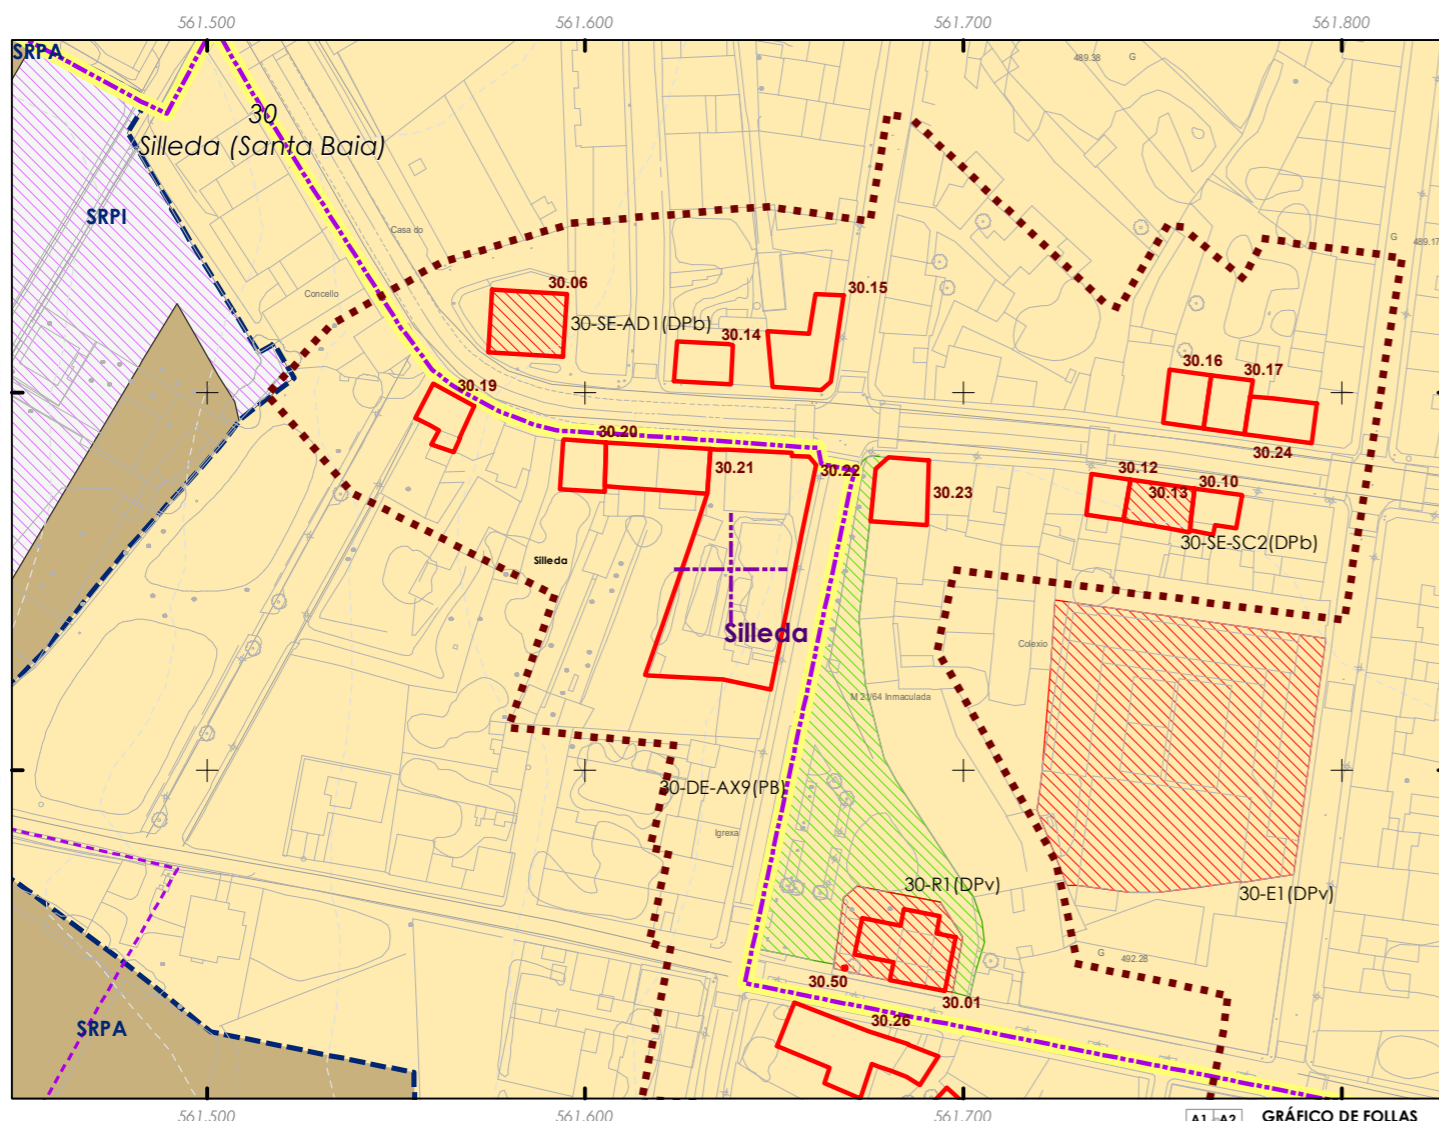 561.500
561.600
561.700
561.800
SRPA
489.38
G
30
Silleda (Santa Baia)
SRPI
Casa do
Concello
G
489.17
30.06
30.15
30-SE-AD1(DPb)
30.14
30.16
30.17
30.19
30.20
30.24
30.21
30.22
30.12
30.23
30.13
30.10
30-SE-SC2(DPb)
Silleda
Silleda
Colexio
M 21/64 Inmaculada
30-DE-AX9(PB)
Igrexa
30-R1(DPv)
30-E1(DPv)
G
492.28
30.50
30.01
30.26
SRPA
561.500
561.600
561.700
A1
A2
GRÁFICO DE FOLLAS